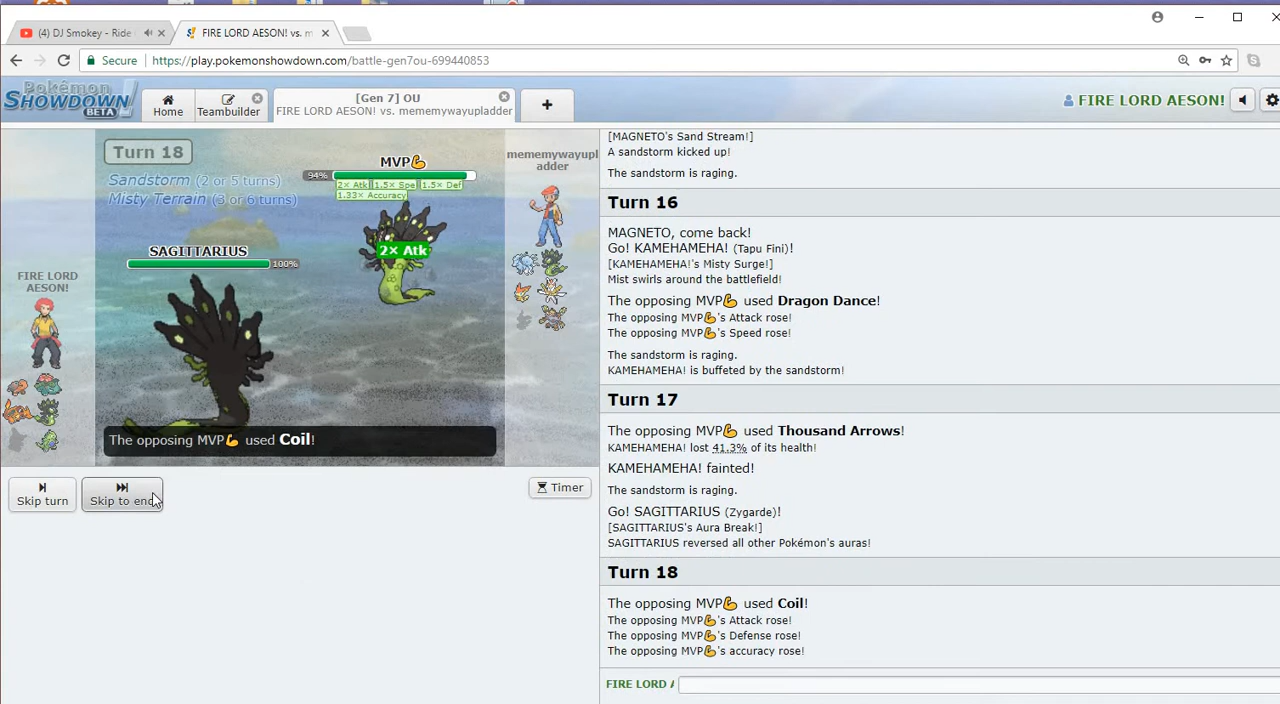 (4) DJ Smokey - Ride
FIRE LORD AESON! vs. m
Secure
https://play.pokemonshowdown.com/battle-gen7ou-699440853
Pokémon
SHOWDOWN
BETA
Home
Teambuilder
[Gen 7] OU
FIRE LORD AESON! vs. mememywayupladder
+
FIRE LORD AESON!
Turn 18
Sandstorm (2 or 5 turns)
Misty Terrain (3 or 6 turns)
MVP💪
94%
2× Atk 1.5× Spe 1.5× Def
1.33× Accuracy
2× Atk
SAGITTARIUS
100%
FIRE LORD
AESON!
mememywayupl
adder
The opposing MVP💪 used Coil!
Skip turn
Skip to end
Timer
[MAGNETO's Sand Stream!]
A sandstorm kicked up!
The sandstorm is raging.
Turn 16
MAGNETO, come back!
Go! KAMEHAMEHA! (Tapu Fini)!
[KAMEHAMEHA!'s Misty Surge!]
Mist swirls around the battlefield!
The opposing MVP💪 used Dragon Dance!
The opposing MVP💪's Attack rose!
The opposing MVP💪's Speed rose!
The sandstorm is raging.
KAMEHAMEHA! is buffeted by the sandstorm!
Turn 17
The opposing MVP💪 used Thousand Arrows!
KAMEHAMEHA! lost 41.3% of its health!
KAMEHAMEHA! fainted!
The sandstorm is raging.
Go! SAGITTARIUS (Zygarde)!
[SAGITTARIUS's Aura Break!]
SAGITTARIUS reversed all other Pokémon's auras!
Turn 18
The opposing MVP💪 used Coil!
The opposing MVP💪's Attack rose!
The opposing MVP💪's Defense rose!
The opposing MVP💪's accuracy rose!
FIRE LORD